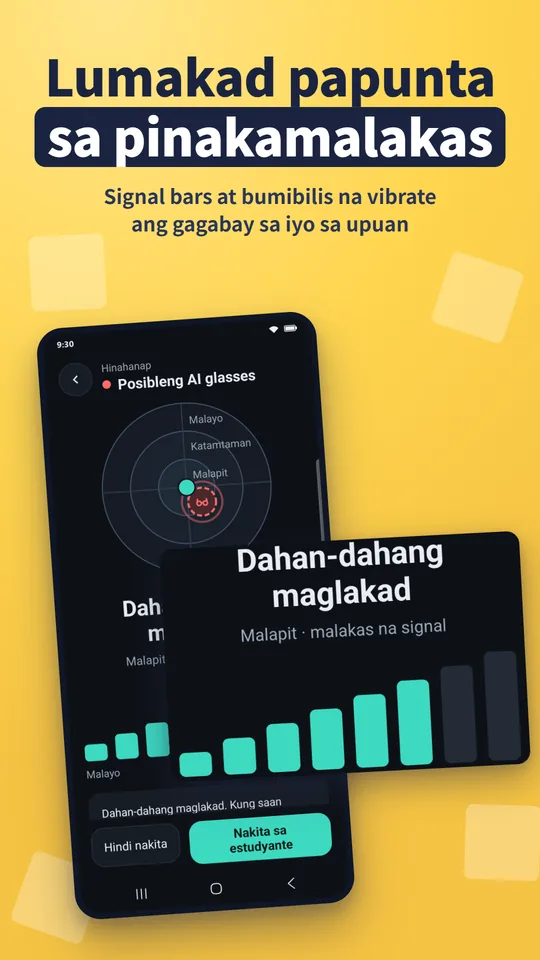 Lumakad papunta
sa pinakamalakas
Signal bars at bumibilis na vibrate
ang gagabay sa iyo sa upuan
9:30
Hinahanap
Posibleng AI glasses
Malayo
Katamtaman
Malapit
Dahan-dahang
maglakad
Malapit · malakas na signal
Dah
m
Malapit
Malayo
Dahan-dahang maglakad. Kung saan
Hindi nakita
Nakita sa
estudyante